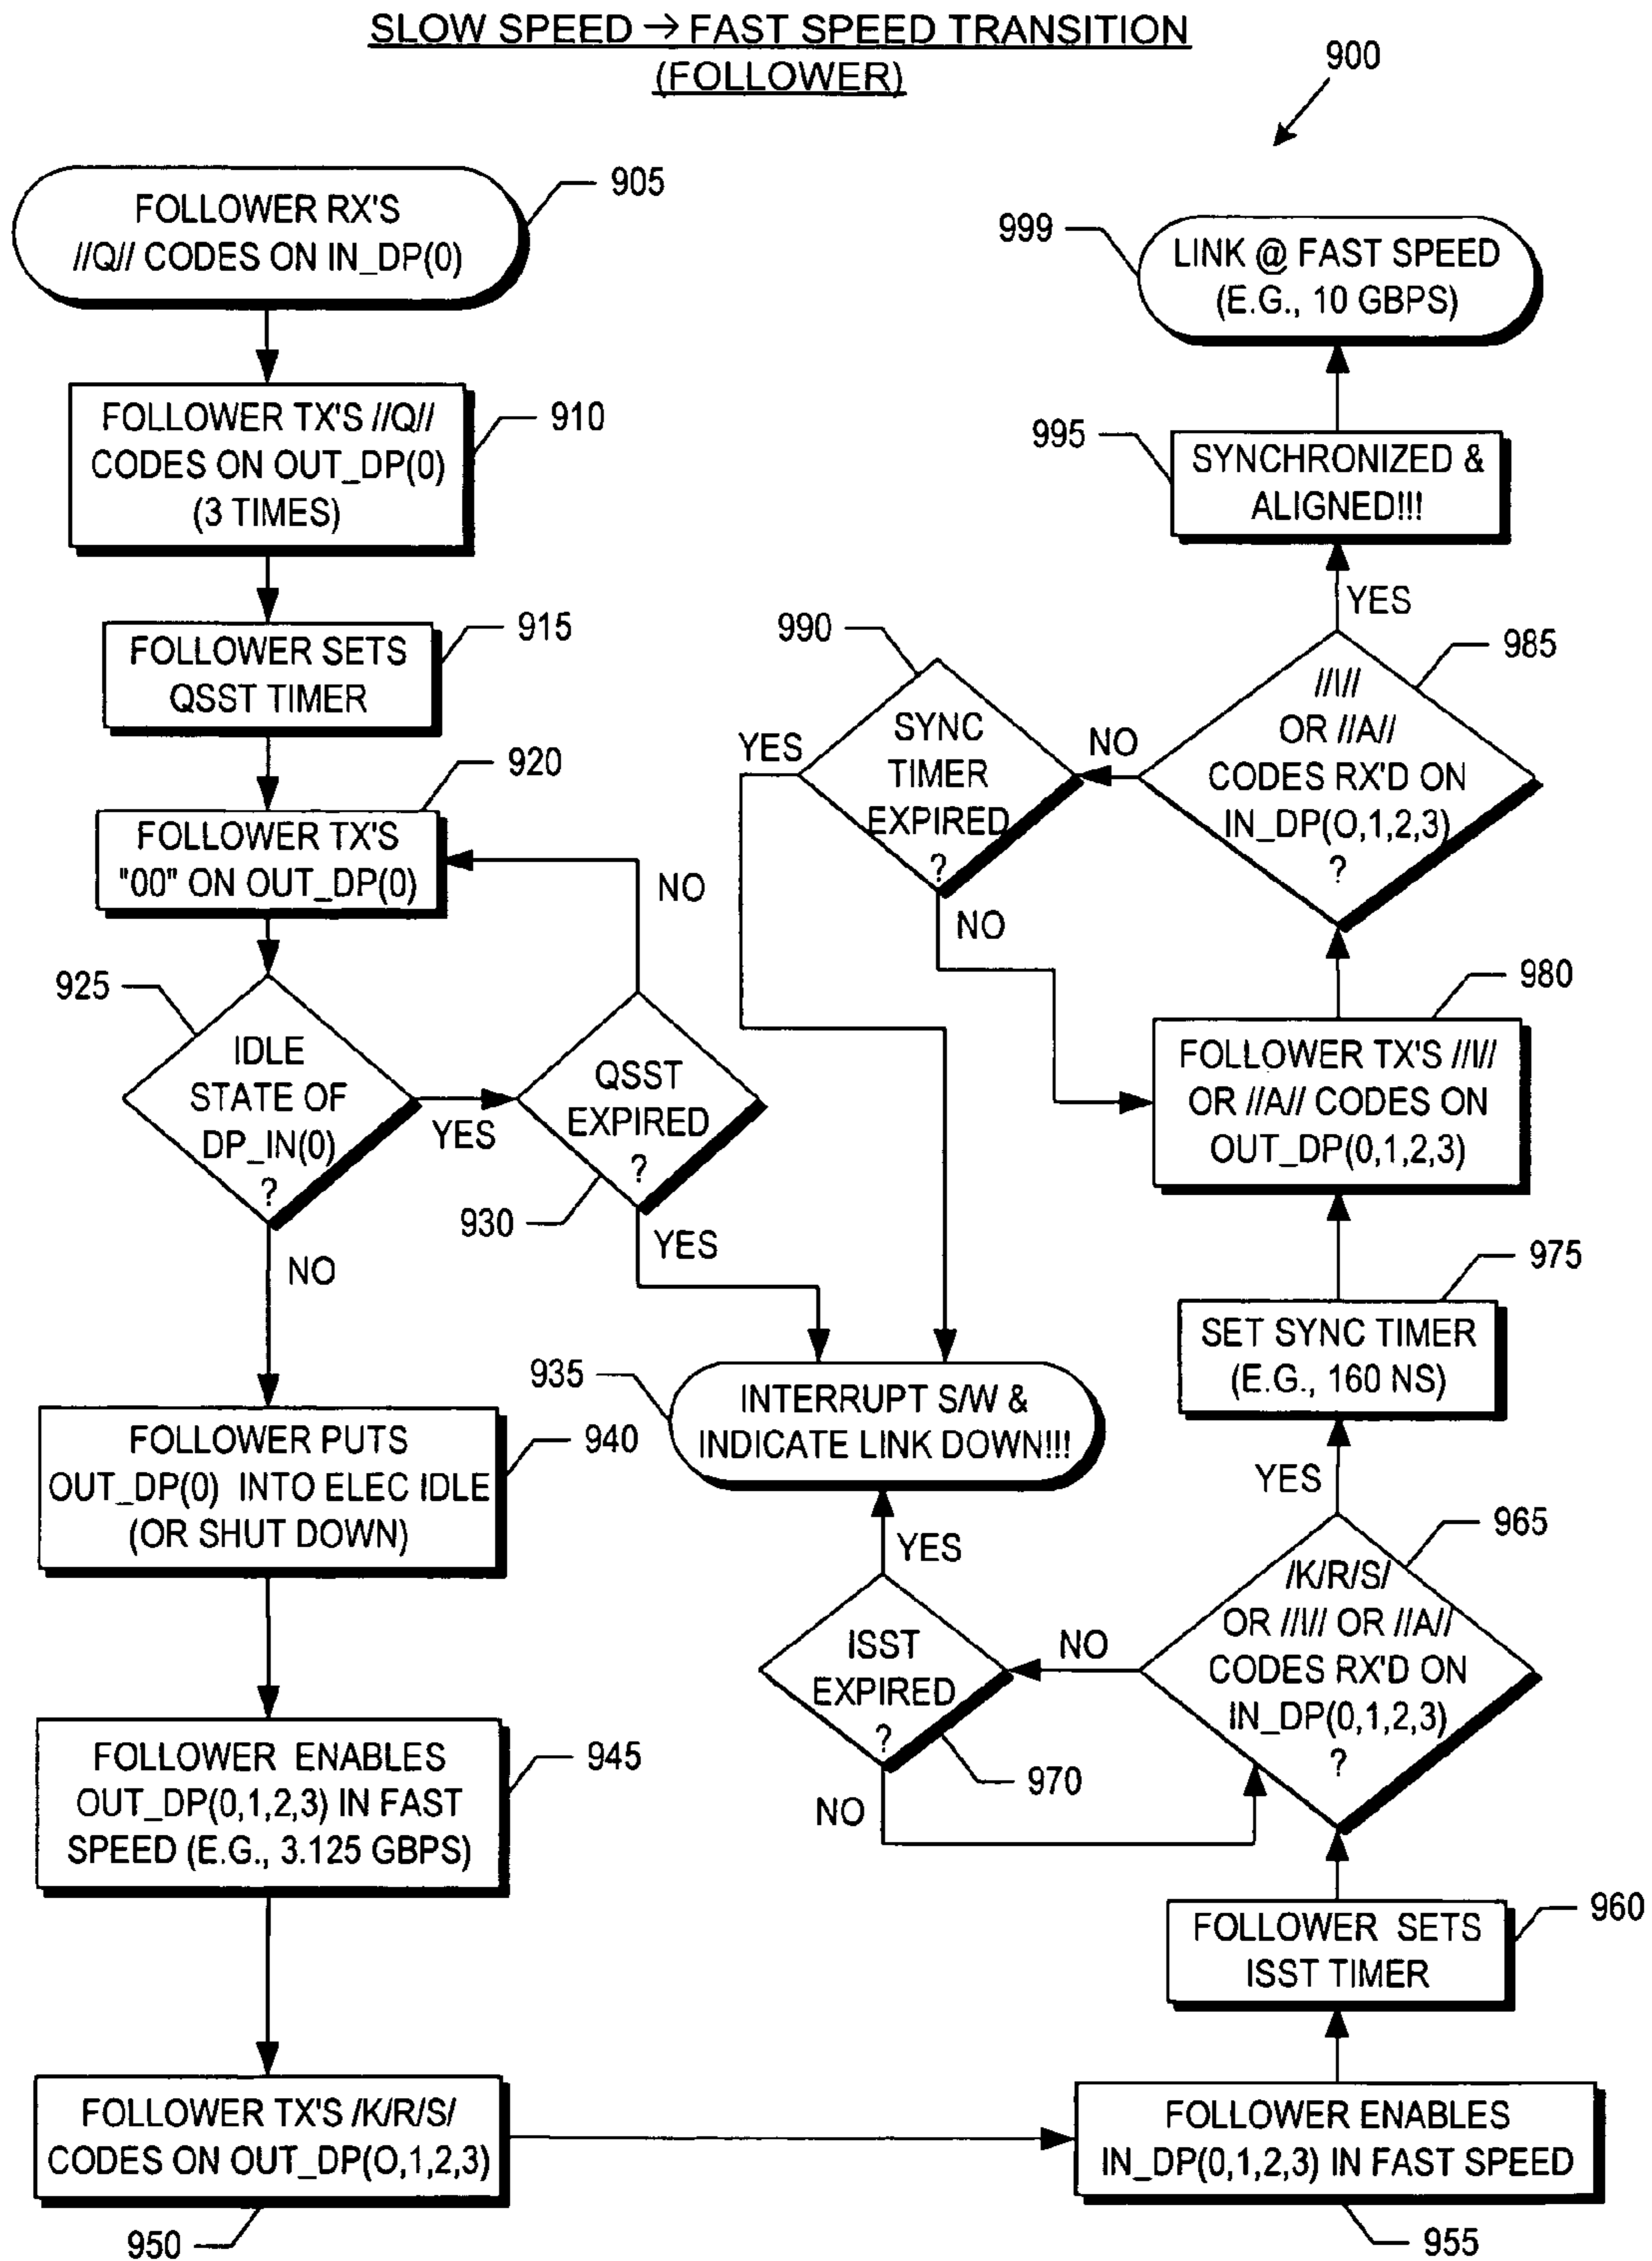 SLOW SPEED → FAST SPEED TRANSITION
(FOLLOWER)
900
905
FOLLOWER RX'S
//Q// CODES ON IN_DP(0)
910
FOLLOWER TX'S //Q//
CODES ON OUT_DP(0)
(3 TIMES)
915
FOLLOWER SETS
QSST TIMER
920
FOLLOWER TX'S
"00" ON OUT_DP(0)
925
IDLE
STATE OF
DP_IN(0)
?
YES
NO
QSST
EXPIRED
?
930
NO
YES
935
INTERRUPT S/W &
INDICATE LINK DOWN!!!
940
FOLLOWER PUTS
OUT_DP(0) INTO ELEC IDLE
(OR SHUT DOWN)
945
FOLLOWER ENABLES
OUT_DP(0,1,2,3) IN FAST
SPEED (E.G., 3.125 GBPS)
FOLLOWER TX'S /K/R/S/
CODES ON OUT_DP(O,1,2,3)
950
FOLLOWER ENABLES
IN_DP(0,1,2,3) IN FAST SPEED
955
960
FOLLOWER SETS
ISST TIMER
965
/K/R/S/
OR //I// OR //A//
CODES RX'D ON
IN_DP(0,1,2,3)
?
NO
YES
ISST
EXPIRED
?
970
YES
NO
975
SET SYNC TIMER
(E.G., 160 NS)
980
FOLLOWER TX'S //I//
OR //A// CODES ON
OUT_DP(0,1,2,3)
985
//I//
OR //A//
CODES RX'D ON
IN_DP(O,1,2,3)
?
NO
YES
990
SYNC
TIMER
EXPIRED
?
YES
NO
995
SYNCHRONIZED &
ALIGNED!!!
999
LINK @ FAST SPEED
(E.G., 10 GBPS)